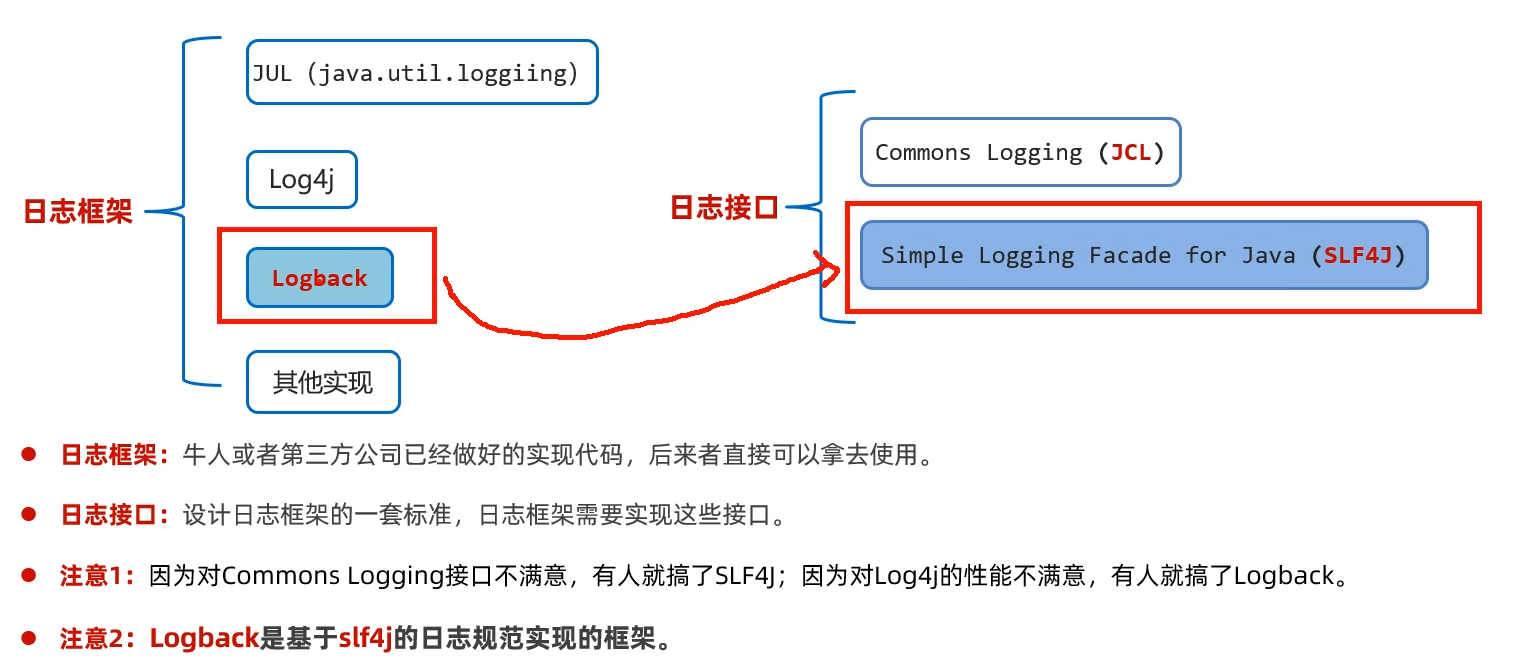 日志框架
JUL（java.util.loggiing）
Log4j
Logback
其他实现
日志接口
Commons Logging（JCL）
Simple Logging Facade for Java（SLF4J）
● 日志框架：牛人或者第三方公司已经做好的实现代码，后来者直接可以拿去使用。
● 日志接口：设计日志框架的一套标准，日志框架需要实现这些接口。
● 注意1：因为对Commons Logging接口不满意，有人就搞了SLF4J；因为对Log4j的性能不满意，有人就搞了Logback。
● 注意2：Logback是基于slf4j的日志规范实现的框架。